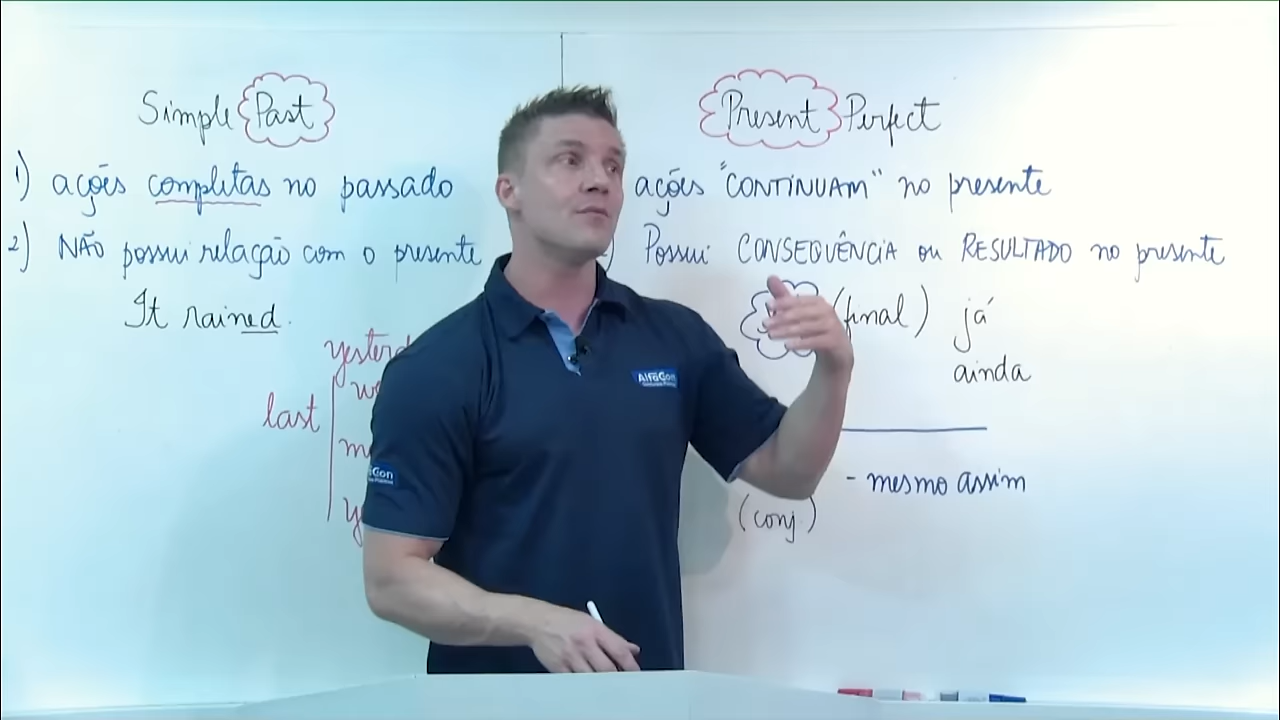 Simple Past
1) ações completas no passado
2) NÃO possui relação com o presente
It rained.
last
Present Perfect
ações "CONTINUAM" no presente
) Possui CONSEQUÊNCIA ou RESULTADO no presente
(final) já
ainda
- mesmo assim
(conj.)
AlfaCon